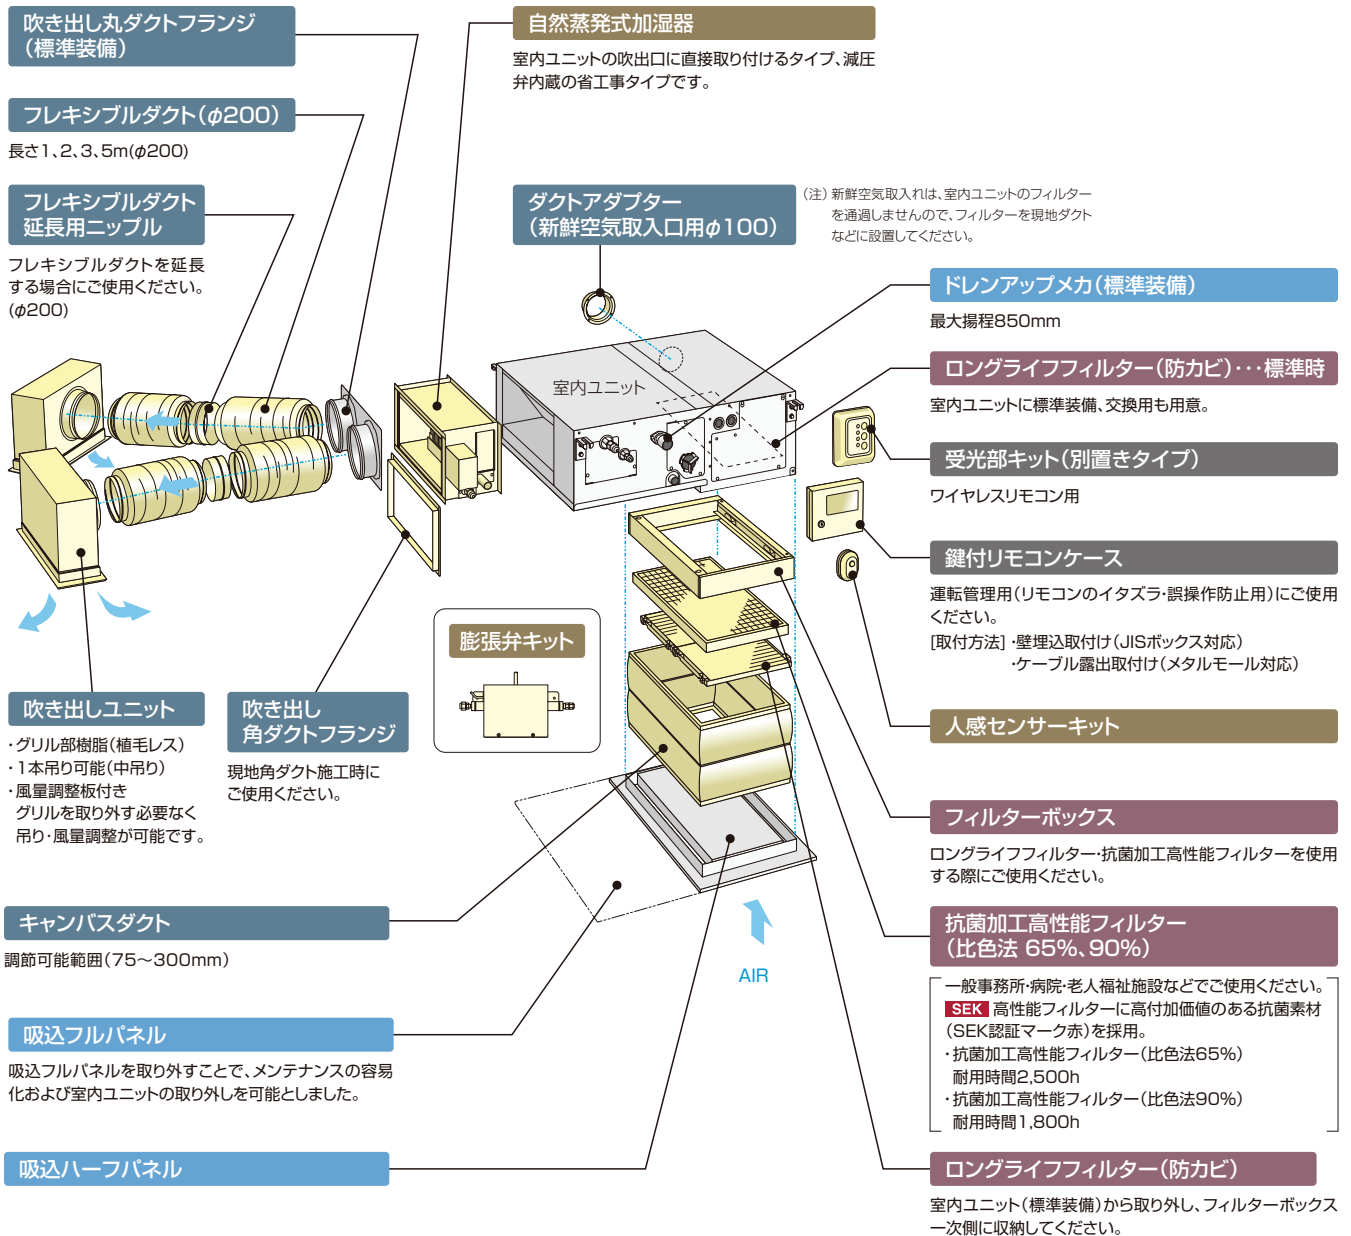 吹き出し丸ダクトフランジ
(標準装備)
フレキシブルダクト(φ200)
長さ1、2、3、5m(φ200)
フレキシブルダクト
延長用ニップル
フレキシブルダクトを延長
する場合にご使用ください。
(φ200)
自然蒸発式加湿器
室内ユニットの吹出口に直接取り付けるタイプ、減圧
弁内蔵の省工事タイプです。
ダクトアダプター
(新鮮空気取入口用φ100)
(注) 新鮮空気取入れは、室内ユニットのフィルター
を通過しませんので、フィルターを現地ダクト
などに設置してください。
室内ユニット
ドレンアップメカ(標準装備)
最大揚程850mm
ロングライフフィルター(防カビ)・・・標準時
室内ユニットに標準装備、交換用も用意。
受光部キット(別置きタイプ)
ワイヤレスリモコン用
鍵付リモコンケース
運転管理用(リモコンのイタズラ・誤操作防止用)にご使用
ください。
[取付方法]・壁埋込取付け(JISボックス対応)
・ケーブル露出取付け(メタルモール対応)
人感センサーキット
フィルターボックス
ロングライフフィルター・抗菌加工高性能フィルターを使用
する際にご使用ください。
抗菌加工高性能フィルター
(比色法 65%、90%)
一般事務所・病院・老人福祉施設などでご使用ください。
SEK 高性能フィルターに高付加価値のある抗菌素材
(SEK認証マーク赤)を採用。
・抗菌加工高性能フィルター(比色法65%)
耐用時間2,500h
・抗菌加工高性能フィルター(比色法90%)
耐用時間1,800h
ロングライフフィルター(防カビ)
室内ユニット(標準装備)から取り外し、フィルターボックス
一次側に収納してください。
膨張弁キット
吹き出しユニット
・グリル部樹脂(植毛レス)
・1本吊り可能(中吊り)
・風量調整板付き
グリルを取り外す必要なく
吊り・風量調整が可能です。
吹き出し
角ダクトフランジ
現地角ダクト施工時に
ご使用ください。
キャンバスダクト
調節可能範囲(75～300mm)
吸込フルパネル
吸込フルパネルを取り外すことで、メンテナンスの容易
化および室内ユニットの取り外しを可能としました。
吸込ハーフパネル
AIR